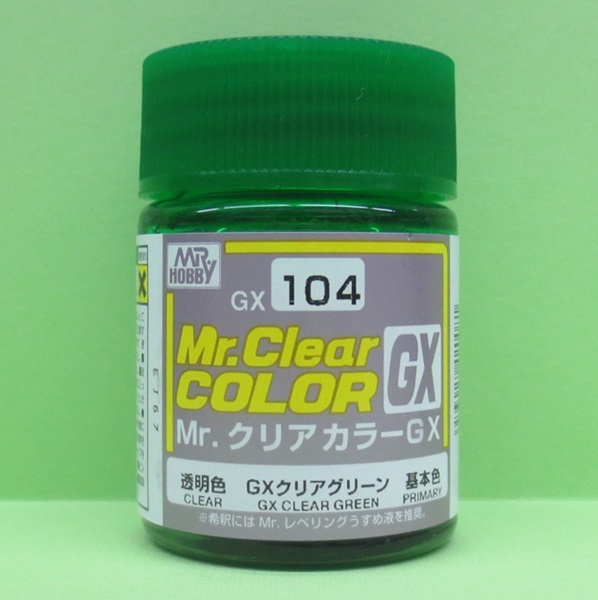 MR. HOBBY
GX 104
Mr.Clear
COLOR GX
Mr.クリアカラーGX
透明色 GXクリアグリーン 基本色
CLEAR GX CLEAR GREEN PRIMARY
※希釈には Mr. レベリングうすめ液を推奨。
EJ67